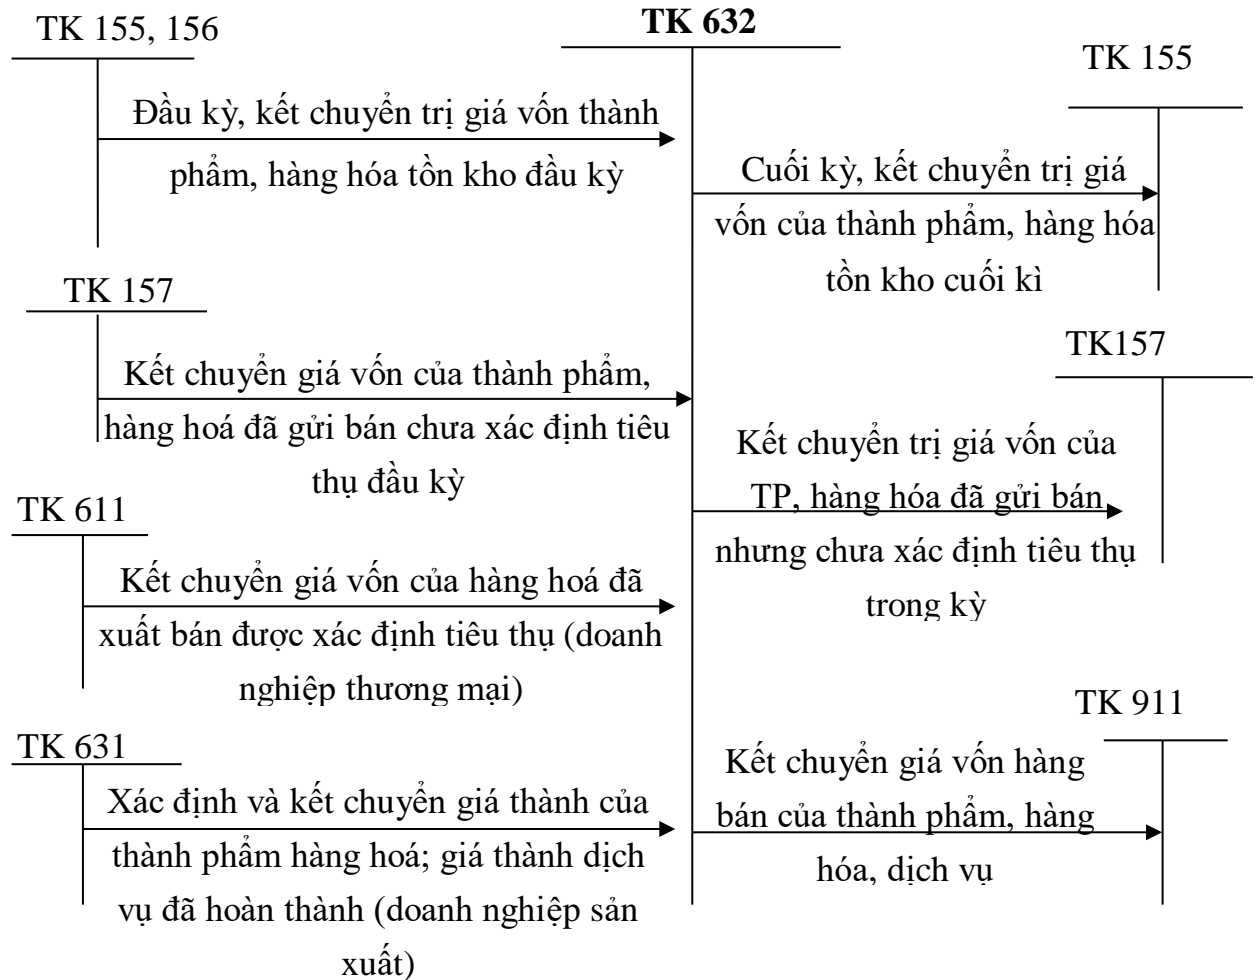 TK 155, 156
TK 632
TK 155
Đầu kỳ, kết chuyển trị giá vốn thành
phẩm, hàng hóa tồn kho đầu kỳ
Cuối kỳ, kết chuyển trị giá
vốn của thành phẩm, hàng hóa
tồn kho cuối kì
TK 157
Kết chuyển giá vốn của thành phẩm,
hàng hoá đã gửi bán chưa xác định tiêu
thụ đầu kỳ
TK157
Kết chuyển trị giá vốn của
TP, hàng hóa đã gửi bán
nhưng chưa xác định tiêu thụ
trong kỳ
TK 611
Kết chuyển giá vốn của hàng hoá đã
xuất bán được xác định tiêu thụ (doanh
nghiệp thương mại)
TK 911
Kết chuyển giá vốn hàng
bán của thành phẩm, hàng
hóa, dịch vụ
TK 631
Xác định và kết chuyển giá thành của
thành phẩm hàng hoá; giá thành dịch
vụ đã hoàn thành (doanh nghiệp sản
xuất)